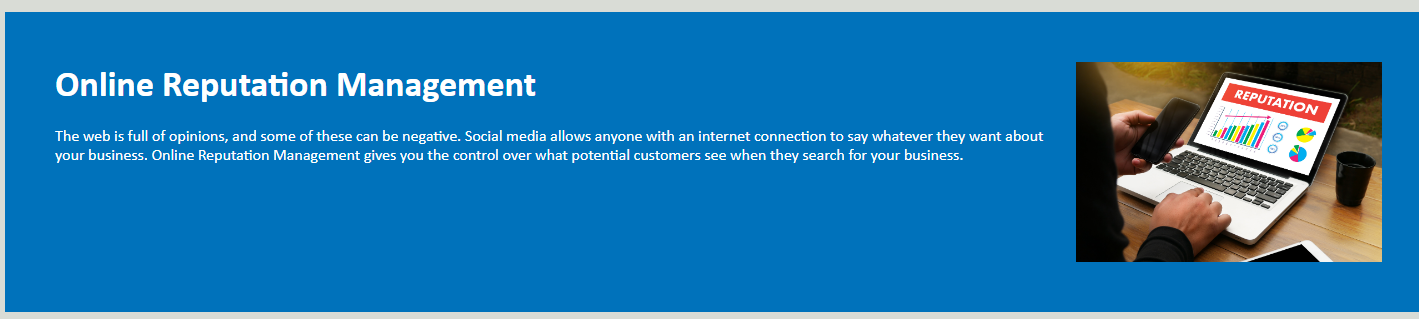 Online Reputation Management
The web is full of opinions, and some of these can be negative. Social media allows anyone with an internet connection to say whatever they want about
your business. Online Reputation Management gives you the control over what potential customers see when they search for your business.
REPUTATION